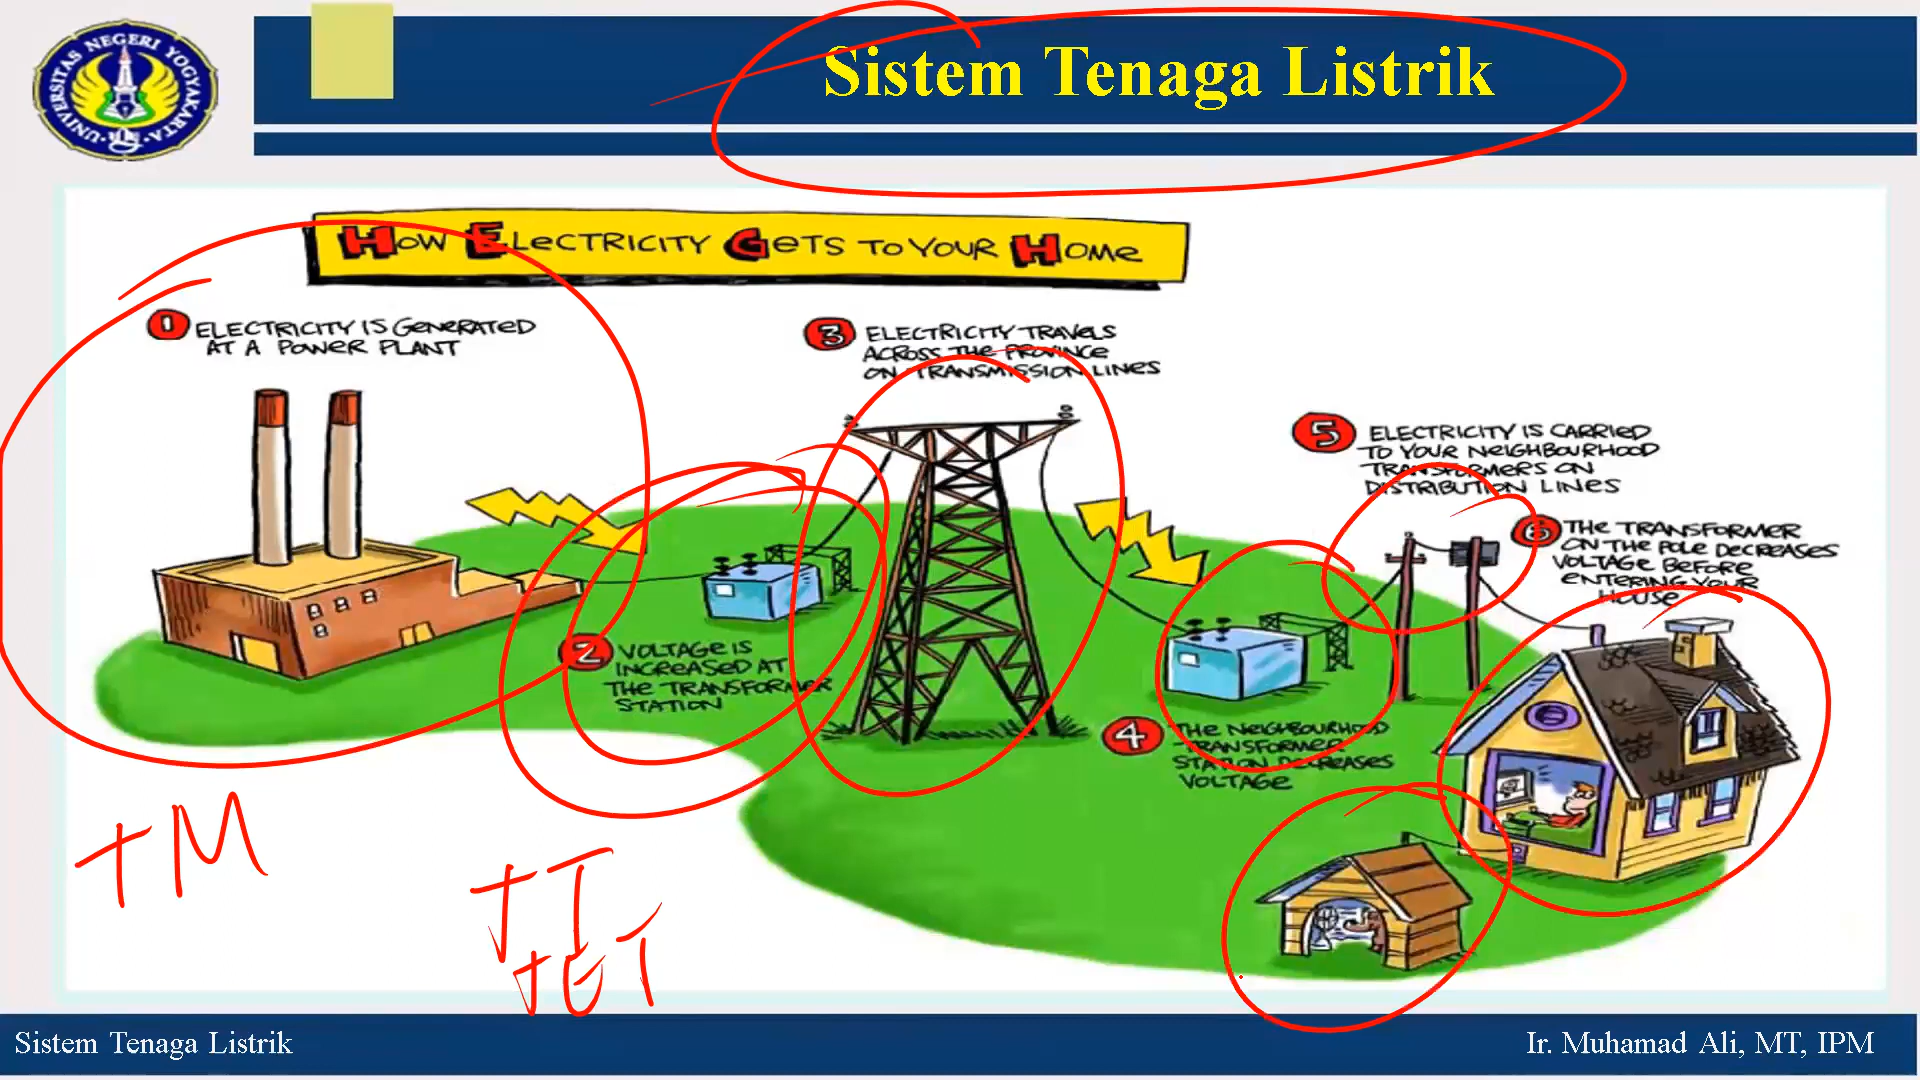 UNIVERSITAS NEGERI YOGYAKARTA
Sistem Tenaga Listrik
HOW ELECTRICITY GETS TO YOUR HOME
1 ELECTRICITY IS GENERATED
AT A POWER PLANT
2 VOLTAGE IS
INCREASED AT
THE TRANSFORMER
STATION
3 ELECTRICITY TRAVELS
ACROSS THE PROVINCE
ON TRANSMISSION LINES
4 THE NEIGHBOURHOOD
TRANSFORMER
STATION DECREASES
VOLTAGE
5 ELECTRICITY IS CARRIED
TO YOUR NEIGHBOURHOOD
TRANSFORMERS ON
DISTRIBUTION LINES
6 THE TRANSFORMER
ON THE POLE DECREASES
VOLTAGE BEFORE
ENTERING YOUR
HOUSE
TM
TT
TET
Sistem Tenaga Listrik
Ir. Muhamad Ali, MT, IPM